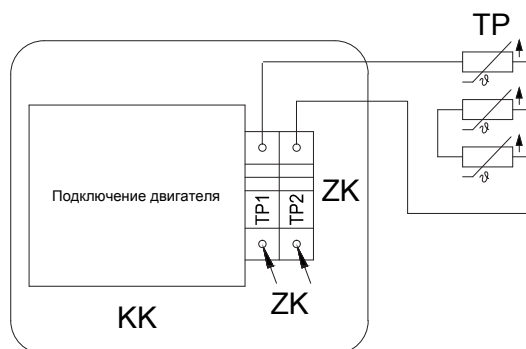 TP
ϑ
ϑ
ϑ
Подключение двигателя
TP1
TP2
ZK
ZK
KK